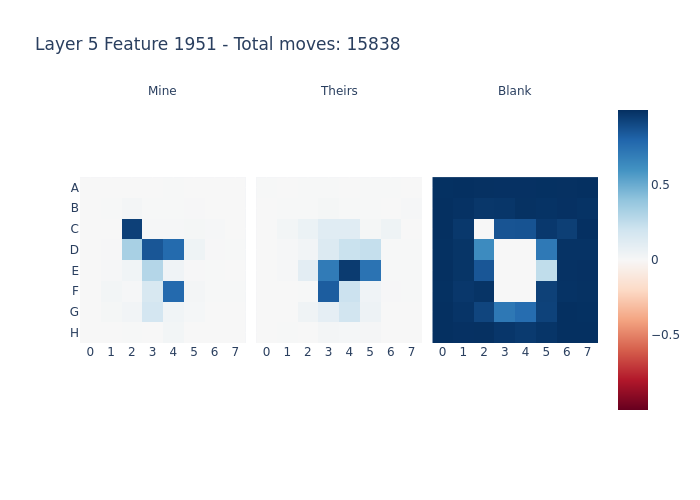 Layer 5 Feature 1951 - Total moves: 15838
Mine Theirs Blank
A
B
C
D
E
F
G
H
0 1 2 3 4 5 6 7 0 1 2 3 4 5 6 7 0 1 2 3 4 5 6 7
0.5
0
−0.5